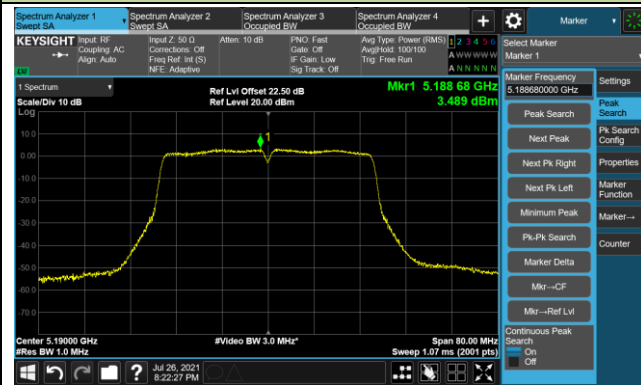 Spectrum Analyzer 1
Swept SA
Spectrum Analyzer 2
Swept SA
Spectrum Analyzer 3
Occupied BW
Spectrum Analyzer 4
Occupied BW
Marker
KEYSIGHT
Input: RF
Coupling: AC
Align: Auto
Input Z: 50 Ω
Corrections: Off
Freq Ref: Int (S)
NFE: Adaptive
Atten: 10 dB
PNO: Fast
Gate: Off
IF Gain: Low
Sig Track: Off
Avg Type: Power (RMS)
Avg|Hold: 100/100
Trig: Free Run
1 2 3 4 5 6
A W W W W W
A N N N N N
Select Marker
Marker 1
1 Spectrum
Scale/Div 10 dB
Log
Ref Lvl Offset 22.50 dB
Ref Level 20.00 dBm
Mkr1 5.188 68 GHz
3.489 dBm
1
10.0
0.00
-10.0
-20.0
-30.0
-40.0
-50.0
-60.0
-70.0
Center 5.19000 GHz
#Res BW 1.0 MHz
#Video BW 3.0 MHz*
Span 80.00 MHz
Sweep 1.07 ms (2001 pts)
Marker Frequency
5.188680000 GHz
Peak Search
Next Peak
Next Pk Right
Next Pk Left
Minimum Peak
Pk-Pk Search
Marker Delta
Mkr→CF
Mkr→Ref Lvl
Continuous Peak
Search
On
Off
Settings
Peak
Search
Pk Search
Config
Properties
Marker
Function
Marker→
Counter
Jul 26, 2021
8:22:27 PM